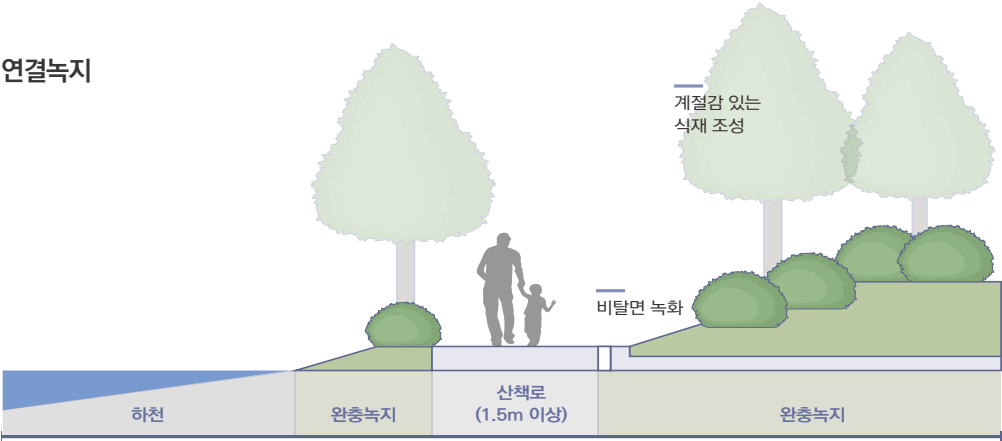 연결녹지
계절감 있는
식재 조성
비탈면 녹화
하천
완충녹지
산책로
(1.5m 이상)
완충녹지